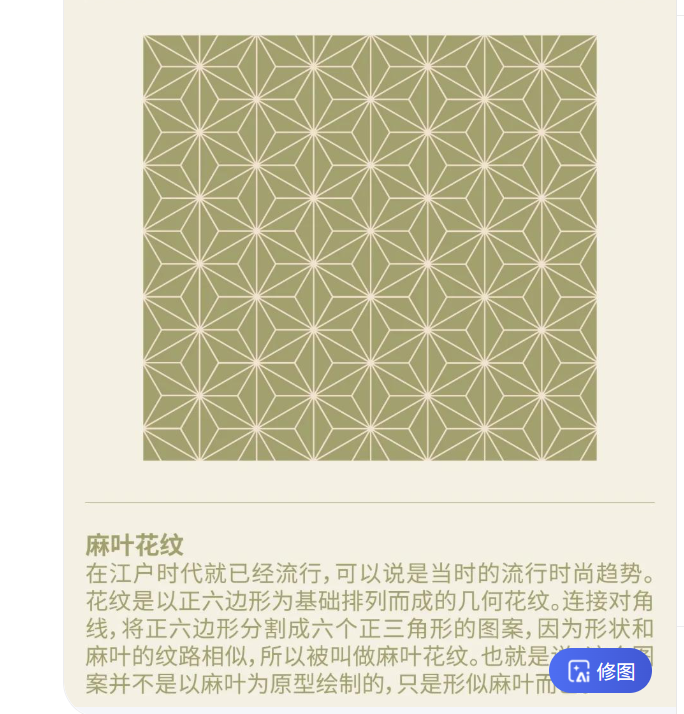 麻叶花纹
在江户时代就已经流行，可以说是当时的流行时尚趋势。
花纹是以正六边形为基础排列而成的几何花纹。连接对角
线，将正六边形分割成六个正三角形的图案，因为形状和
麻叶的纹路相似，所以被叫做麻叶花纹。也就是
案并不是以麻叶为原型绘制的，只是形似麻叶而
Ai 修图